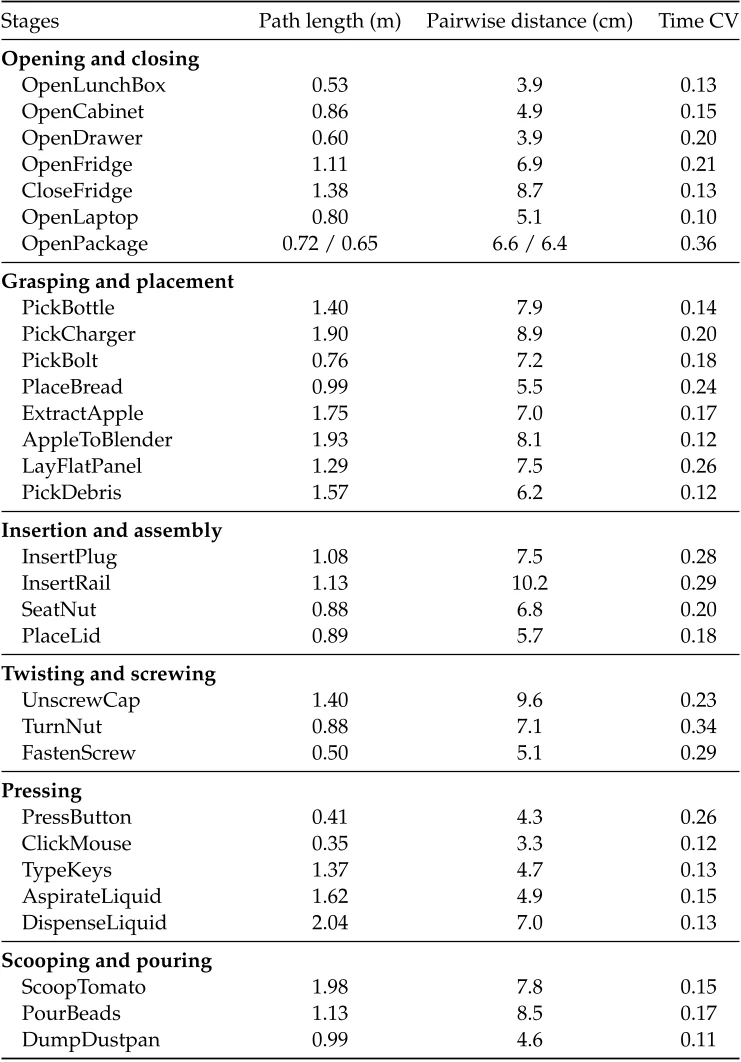 Stages Path length (m) Pairwise distance (cm) Time CV
Opening and closing
OpenLunchBox 0.53 3.9 0.13
OpenCabinet 0.86 4.9 0.15
OpenDrawer 0.60 3.9 0.20
OpenFridge 1.11 6.9 0.21
CloseFridge 1.38 8.7 0.13
OpenLaptop 0.80 5.1 0.10
OpenPackage 0.72 / 0.65 6.6 / 6.4 0.36
Grasping and placement
PickBottle 1.40 7.9 0.14
PickCharger 1.90 8.9 0.20
PickBolt 0.76 7.2 0.18
PlaceBread 0.99 5.5 0.24
ExtractApple 1.75 7.0 0.17
AppleToBlender 1.93 8.1 0.12
LayFlatPanel 1.29 7.5 0.26
PickDebris 1.57 6.2 0.12
Insertion and assembly
InsertPlug 1.08 7.5 0.28
InsertRail 1.13 10.2 0.29
SeatNut 0.88 6.8 0.20
PlaceLid 0.89 5.7 0.18
Twisting and screwing
UnscrewCap 1.40 9.6 0.23
TurnNut 0.88 7.1 0.34
FastenScrew 0.50 5.1 0.29
Pressing
PressButton 0.41 4.3 0.26
ClickMouse 0.35 3.3 0.12
TypeKeys 1.37 4.7 0.13
AspirateLiquid 1.62 4.9 0.15
DispenseLiquid 2.04 7.0 0.13
Scooping and pouring
ScoopTomato 1.98 7.8 0.15
PourBeads 1.13 8.5 0.17
DumpDustpan 0.99 4.6 0.11